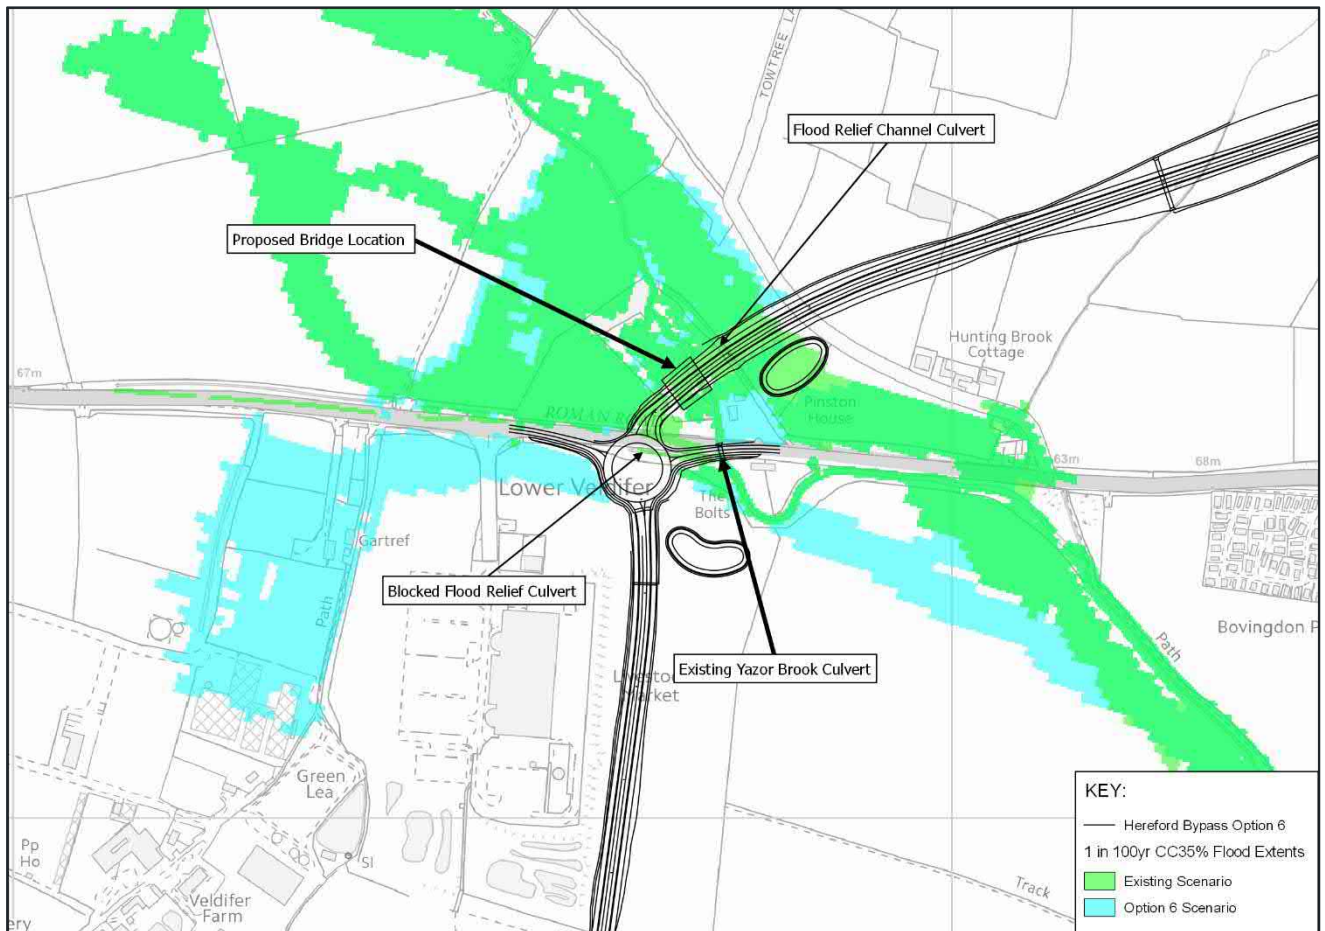 TOWTREE LA
Flood Relief Channel Culvert
Proposed Bridge Location
Hunting Brook
Cottage
67m
ROMAN RO
Pinston
House
63m
68m
Lower Veldifer
The
Bolts
Gartref
Blocked Flood Relief Culvert
Path
Existing Yazor Brook Culvert
Livesto
Market
Bovingdon P
Path
Green
Lea
Pp
Ho
Sl
Veldifer
Farm
ery
Track
KEY:
Hereford Bypass Option 6
1 in 100yr CC35% Flood Extents
Existing Scenario
Option 6 Scenario